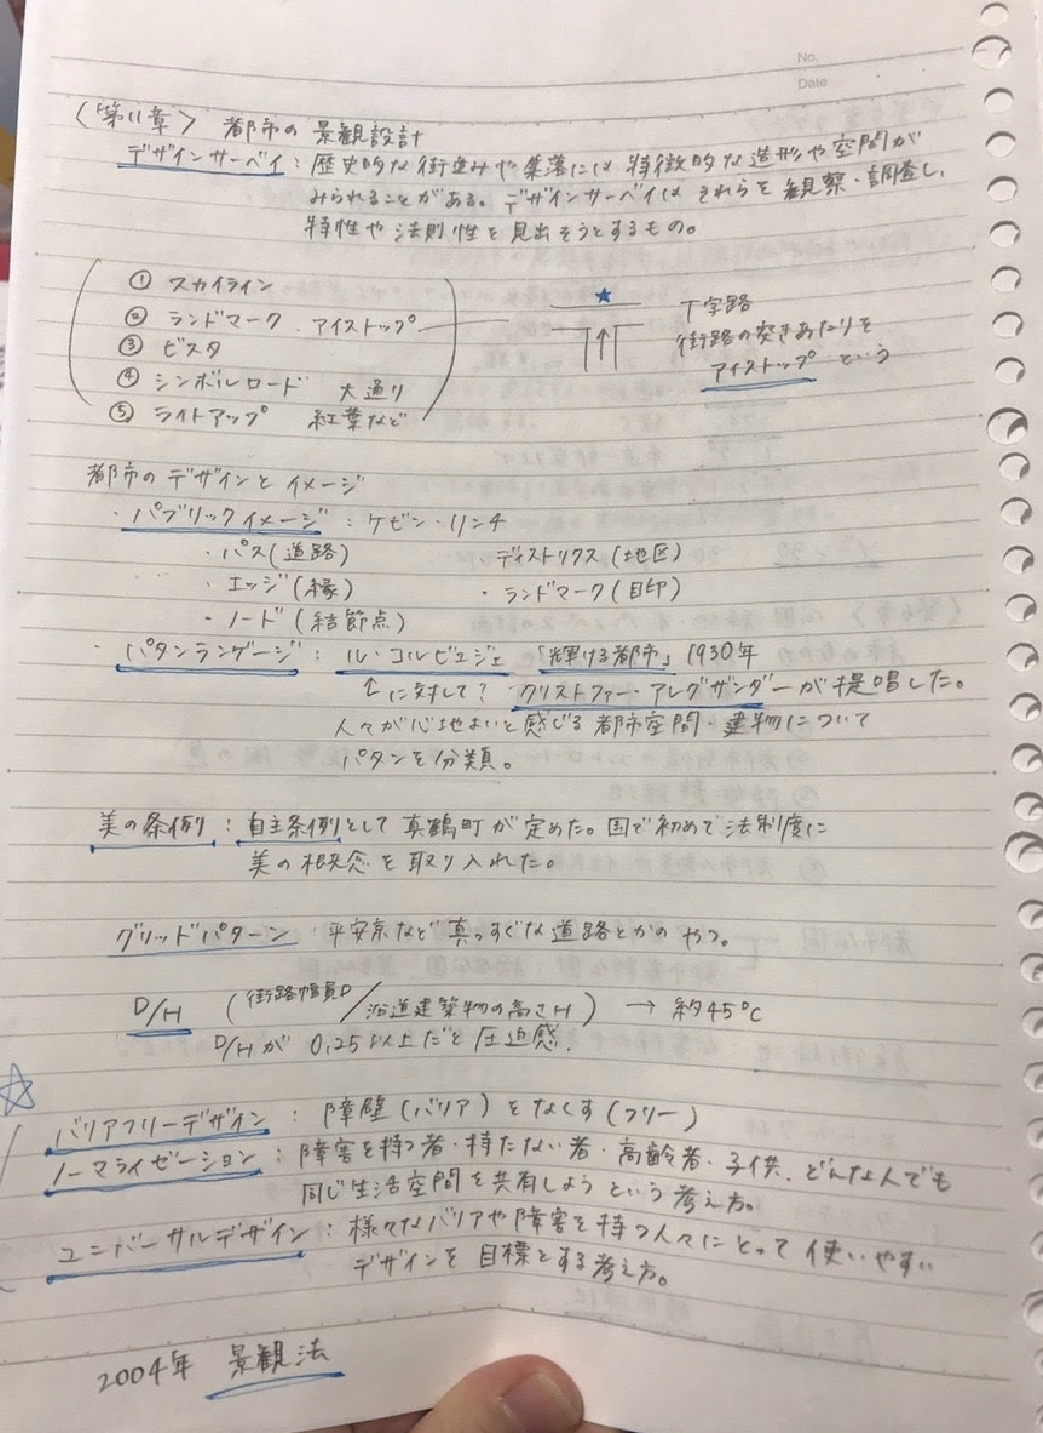 No.
Date
〈第11章〉 都市の景観設計
デザインサーベイ：歴史的な街並みや集落には特徴的な造形や空間が
みられることがある。デザインサーベイはそれらを観察・調査し、
特性や法則性を見出そうとするもの。
① スカイライン
② ランドマーク．アイストップ
③ ビスタ
④ シンボルロード 大通り
⑤ ライトアップ 紅葉など
★
↑
T字路
街路の突きあたりを
アイストップという
都市のデザインとイメージ
・パブリックイメージ：ケビン・リンチ
・パス(道路) ・ディストリクス(地区)
・エッジ(縁) ・ランドマーク(目印)
・ノード(結節点)
・パタンランゲージ：ル・コルビュジェ 「輝ける都市」1930年
↑に対して？ クリストファー・アレグザンダーが提唱した。
人々が心地よいと感じる都市空間・建物について
パタンを分類。
美の条例：自主条例として真鶴町が定めた。国で初めて法制度に
美の概念を取り入れた。
グリッドパターン：平安京など真っすぐな道路とかのやつ。
D/H (街路幅員D/沿道建築物の高さH) → 約45℃
D/Hが0.25以上だと圧迫感．
☆
バリアフリーデザイン：障壁(バリア)をなくす(フリー)
ノーマライゼーション：障害を持つ者・持たない者・高齢者・子供、どんな人でも
同じ生活空間を共有しようという考え方。
ユニバーサルデザイン：様々なバリアや障害を持つ人々にとって使いやすい
デザインを目標とする考え方。
2004年 景観法